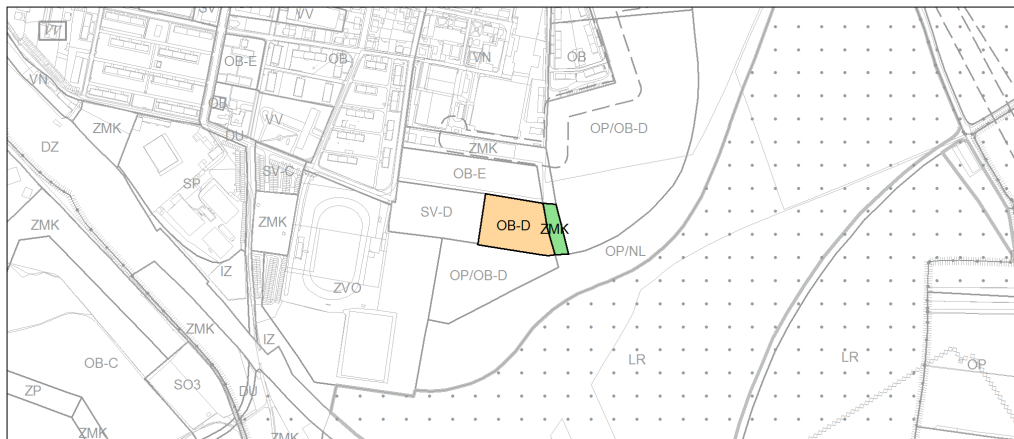 SV
VV
VN
OB-E
OB
OB
VN
OB
ZMK
DU
VV
OP/OB-D
DZ
ZMK
OB-E
SV-C
SP
SV-D
OB-D
ZMK
ZMK
ZMK
OP/NL
IZ
OP/OB-D
ZVO
ZMK
IZ
LR
LR
OP
OB-C
SO3
ZP
DU
ZMK
ZMK